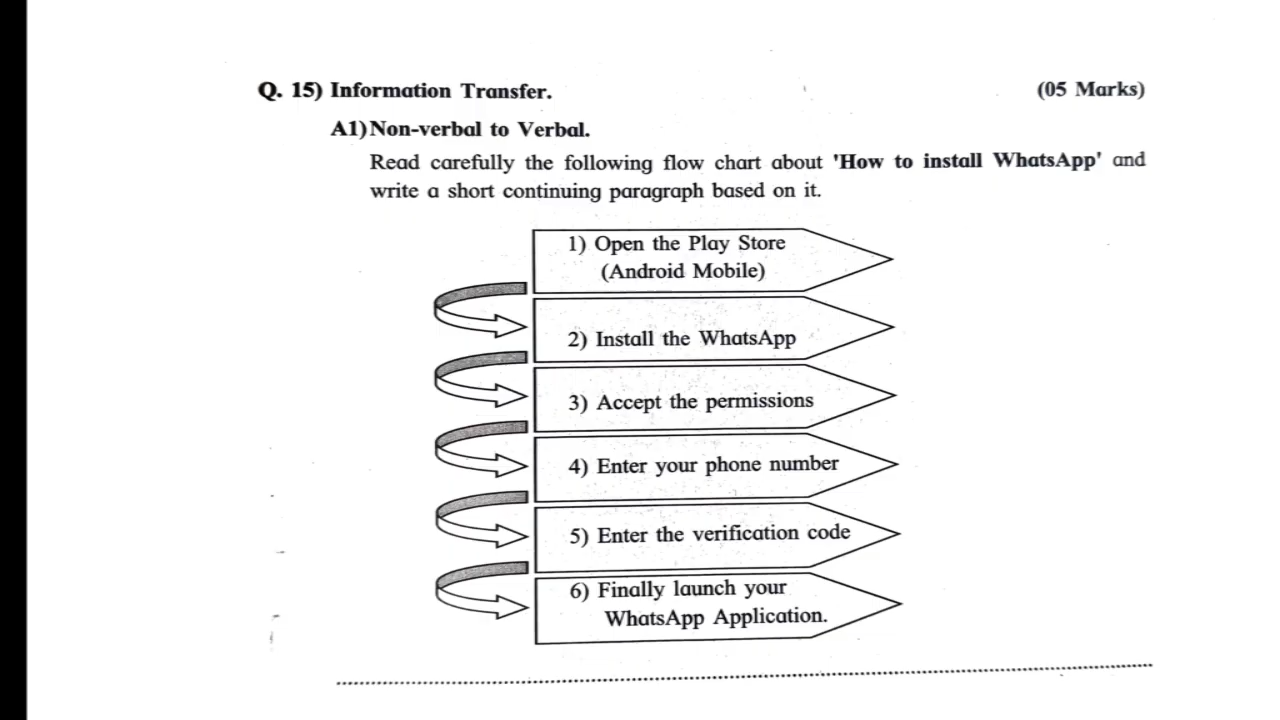 Q. 15) Information Transfer. (05 Marks)
A1) Non-verbal to Verbal.
Read carefully the following flow chart about 'How to install WhatsApp' and
write a short continuing paragraph based on it.
1) Open the Play Store
(Android Mobile)
2) Install the WhatsApp
3) Accept the permissions
4) Enter your phone number
5) Enter the verification code
6) Finally launch your
WhatsApp Application.